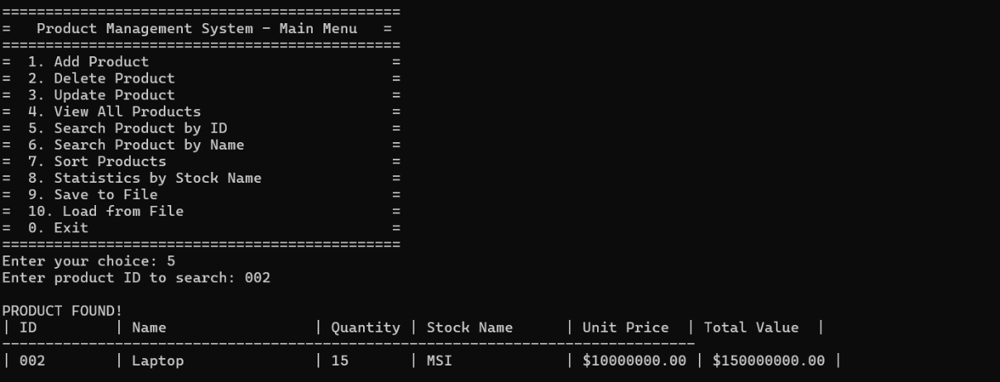 ==============================================
=   Product Management System - Main Menu   =
==============================================
=  1. Add Product                            =
=  2. Delete Product                         =
=  3. Update Product                         =
=  4. View All Products                      =
=  5. Search Product by ID                   =
=  6. Search Product by Name                 =
=  7. Sort Products                          =
=  8. Statistics by Stock Name               =
=  9. Save to File                           =
=  10. Load from File                        =
=  0. Exit                                   =
==============================================
Enter your choice: 5
Enter product ID to search: 002

PRODUCT FOUND!
| ID         | Name                 | Quantity | Stock Name      | Unit Price  | Total Value  |
--------------------------------------------------------------------------------
| 002        | Laptop               | 15       | MSI             | $10000000.00 | $150000000.00 |